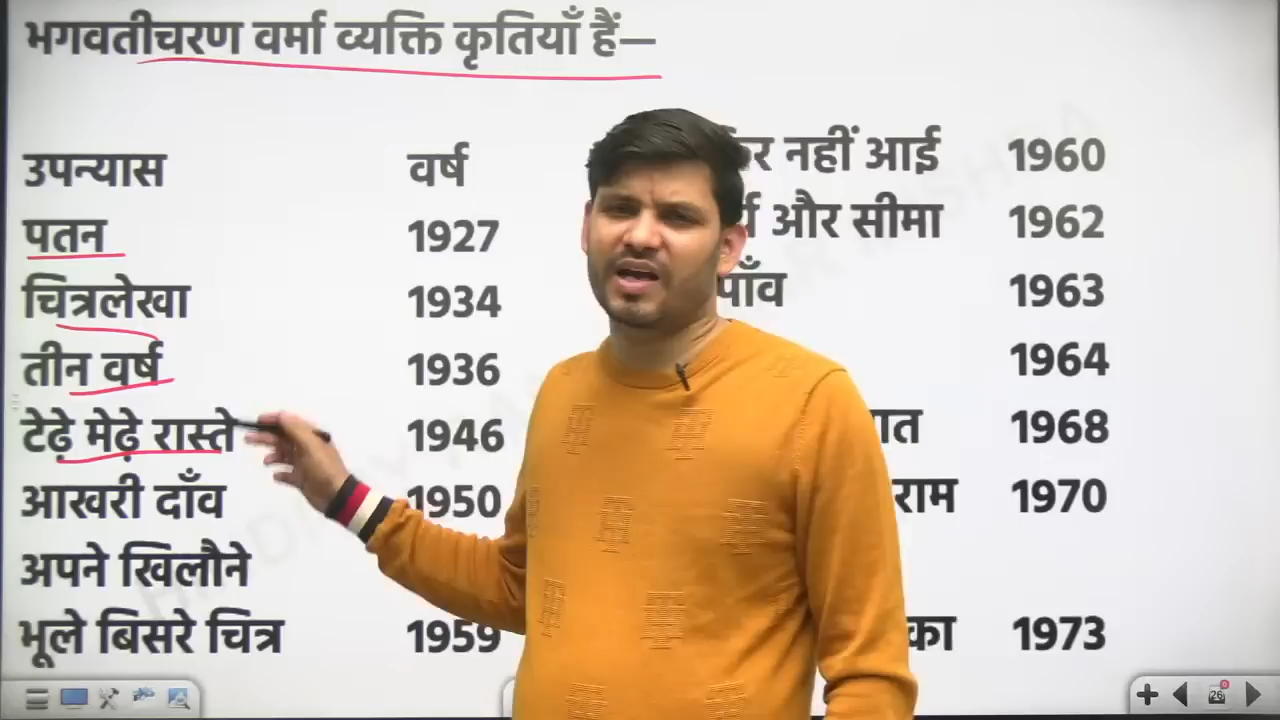 भगवतीचरण वर्मा व्यक्ति कृतियाँ हैं—
उपन्यास वर्ष
पतन 1927
चित्रलेखा 1934
तीन वर्ष 1936
टेढ़े मेढ़े रास्ते 1946
आखरी दाँव 1950
अपने खिलौने
भूले बिसरे चित्र 1959
नहीं आई 1960
और सीमा 1962
1963
1964
1968
1970
1973
26